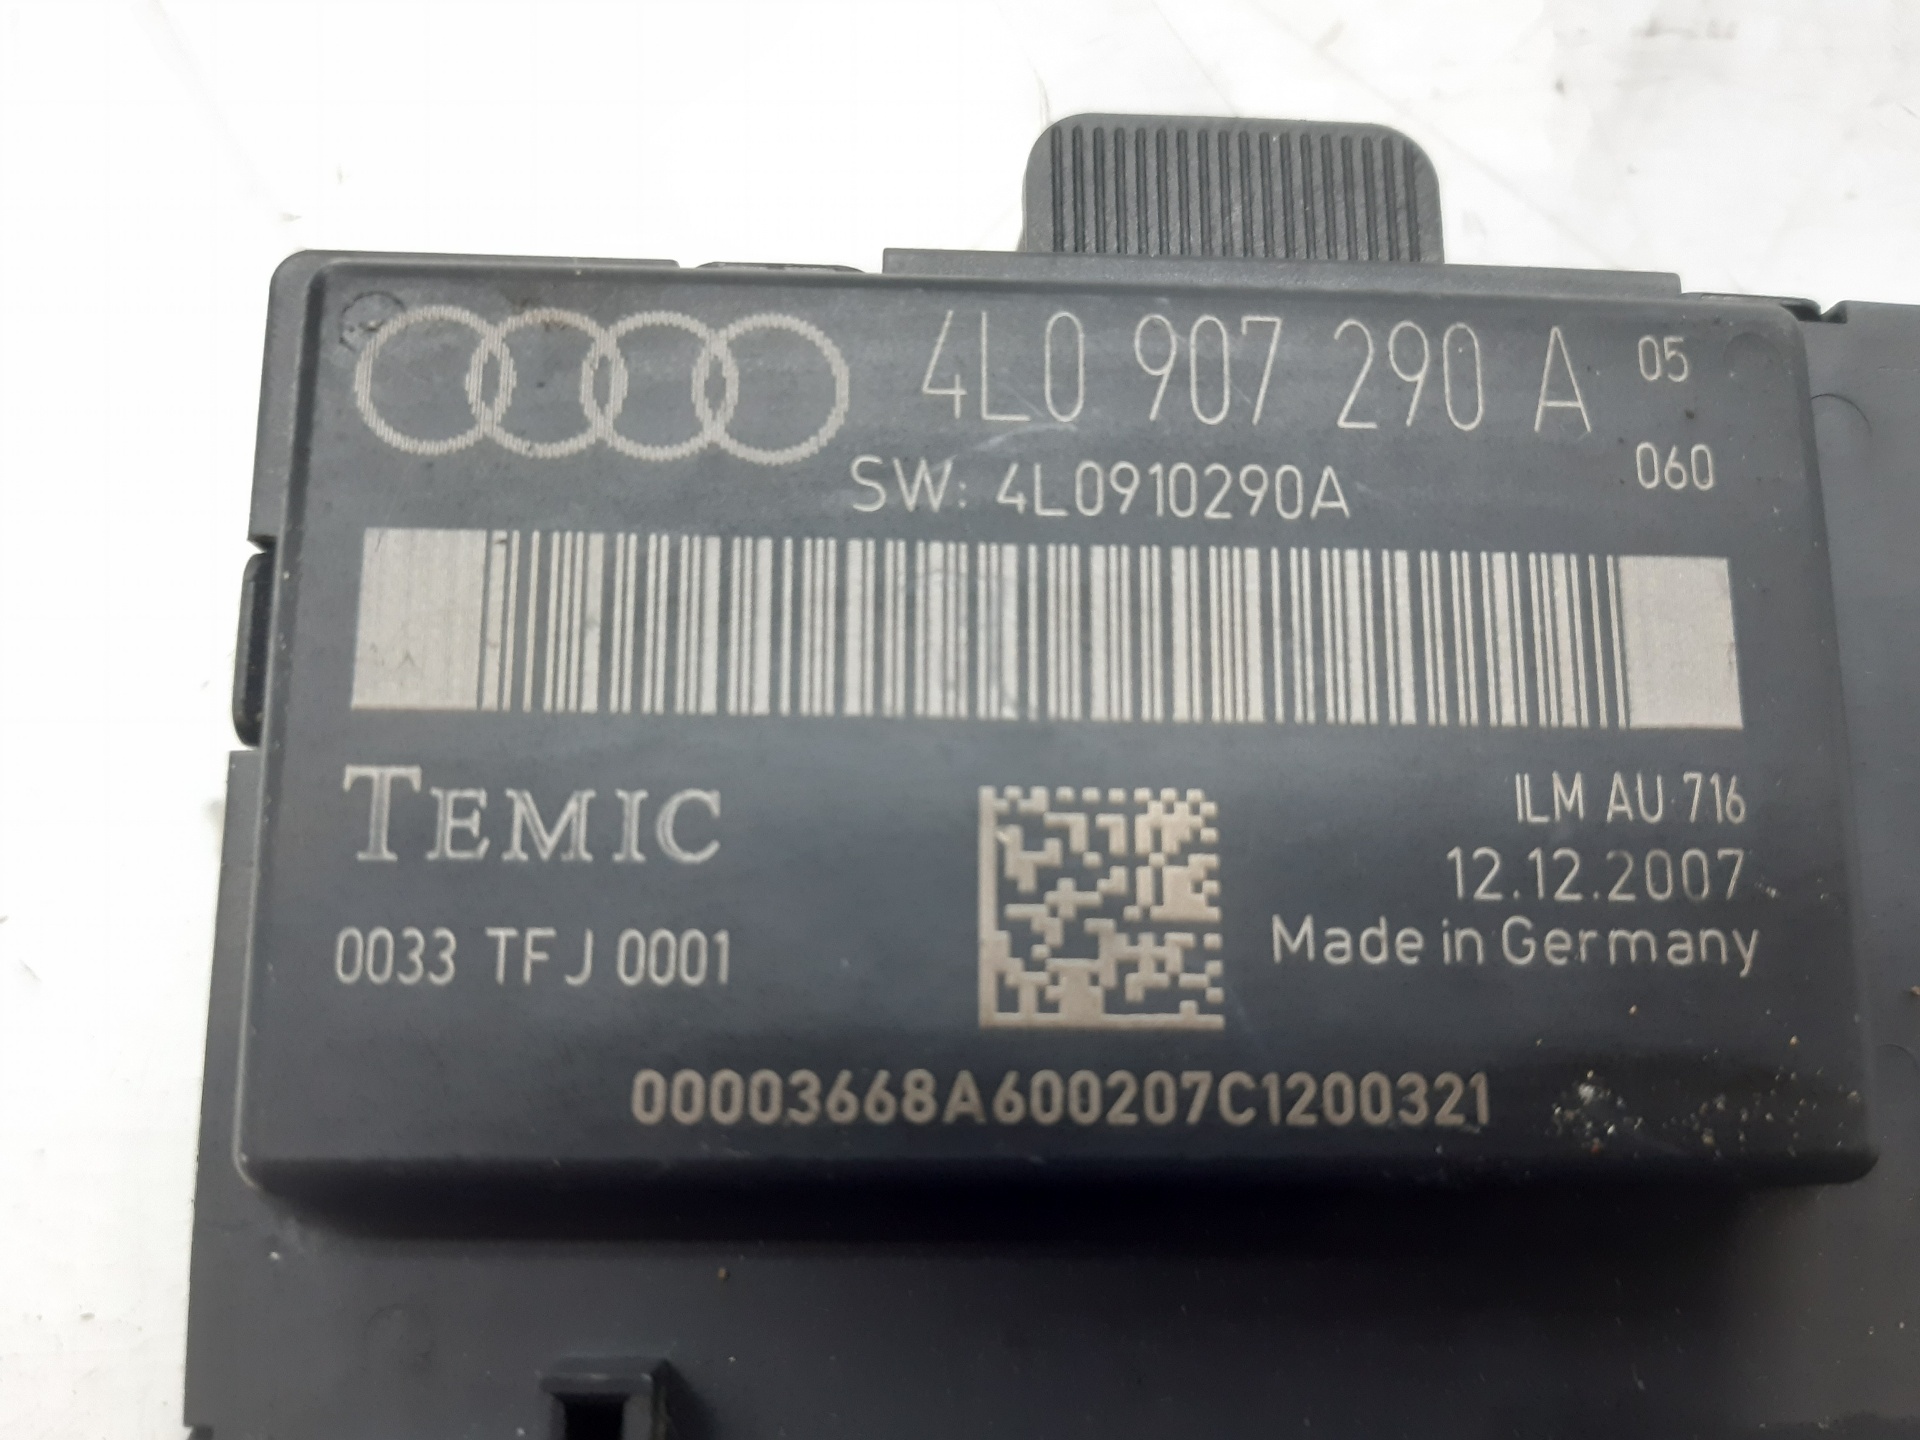 4L0 907 290 A 05
SW: 4L0910290A 060
TEMIC
ILM AU 716
12.12.2007
0033 TFJ 0001
Made in Germany
00003668A600207C1200321